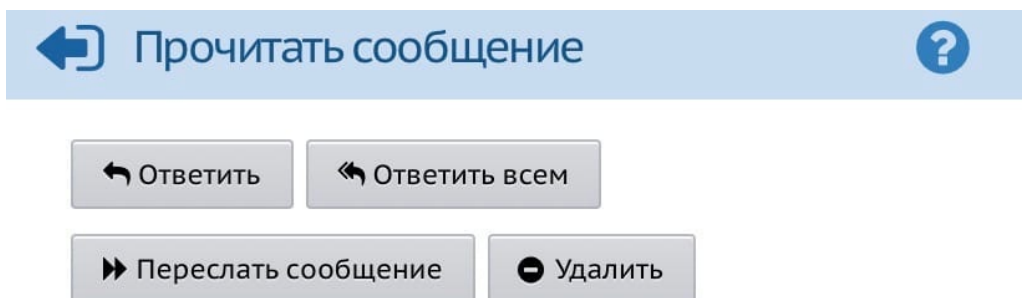 Прочитать сообщение
Ответить
Ответить всем
Переслать сообщение
Удалить